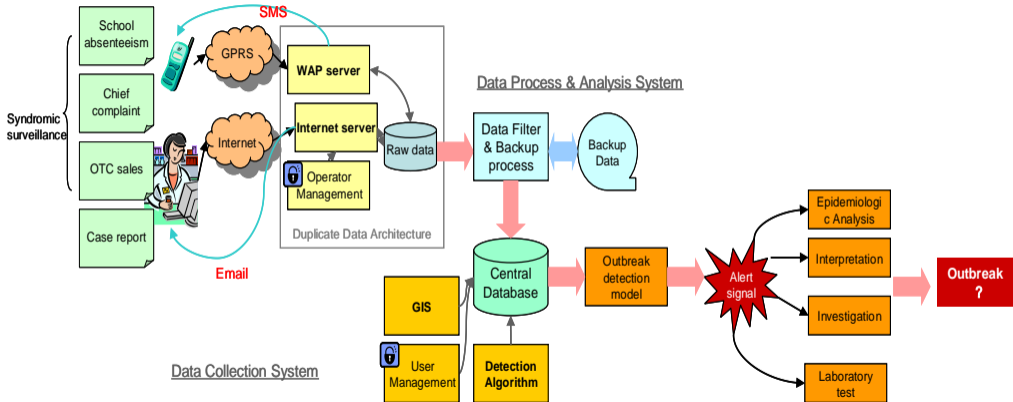 School
absenteeism
Chief
complaint
Syndromic
surveillance
OTC sales
Case report
SMS
GPRS
Internet
Email
WAP server
Internet server
Operator
Management
Raw data
Duplicate Data Architecture
Data Process & Analysis System
Data Filter
& Backup
process
Backup
Data
Central
Database
GIS
User
Management
Detection
Algorithm
Data Collection System
Outbreak
detection
model
Alert
signal
Epidemiologi
c Analysis
Interpretation
Investigation
Laboratory
test
Outbreak
?